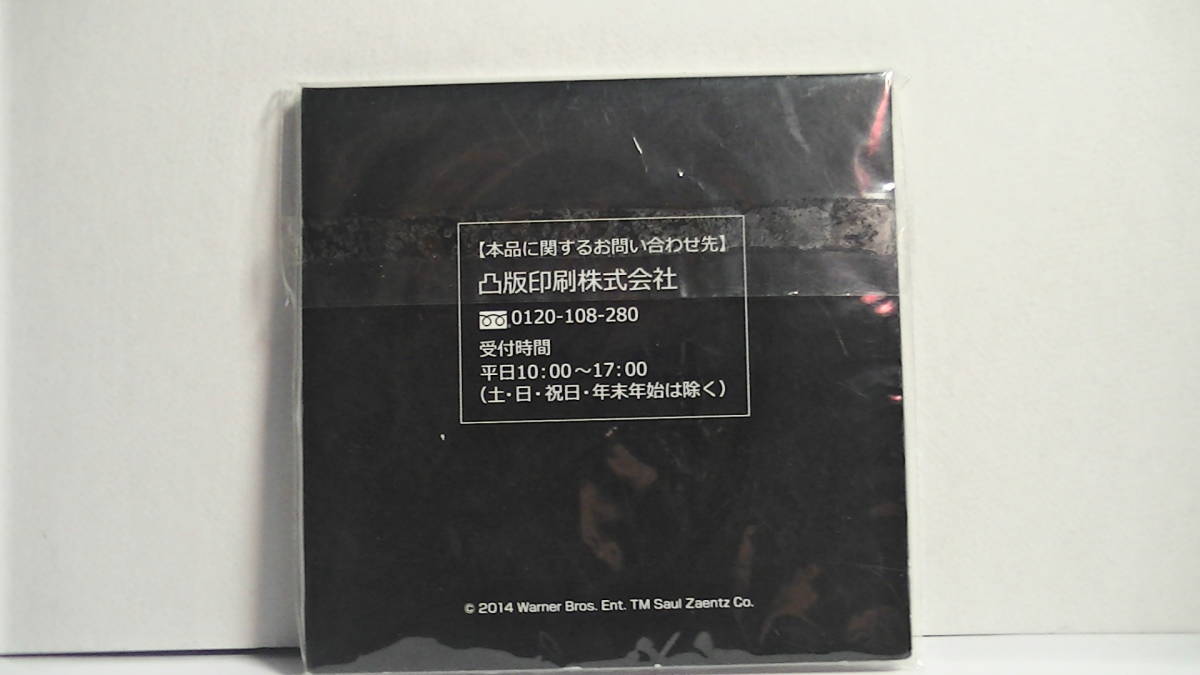 【本品に関するお問い合わせ先】
凸版印刷株式会社
0120-108-280
受付時間
平日10:00～17:00
(土・日・祝日・年末年始は除く)
© 2014 Warner Bros. Ent. TM Saul Zaentz Co.